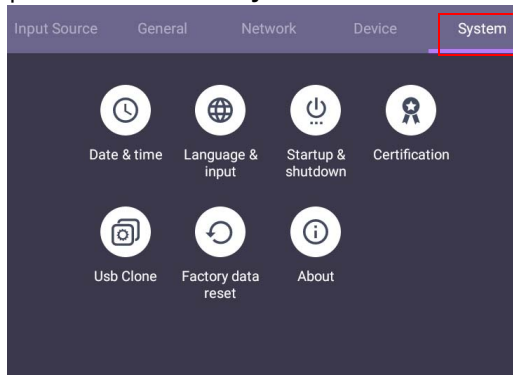 Input Source General Network Device System
Date & time Language & Startup & Certification
input shutdown
Usb Clone Factory data About
reset